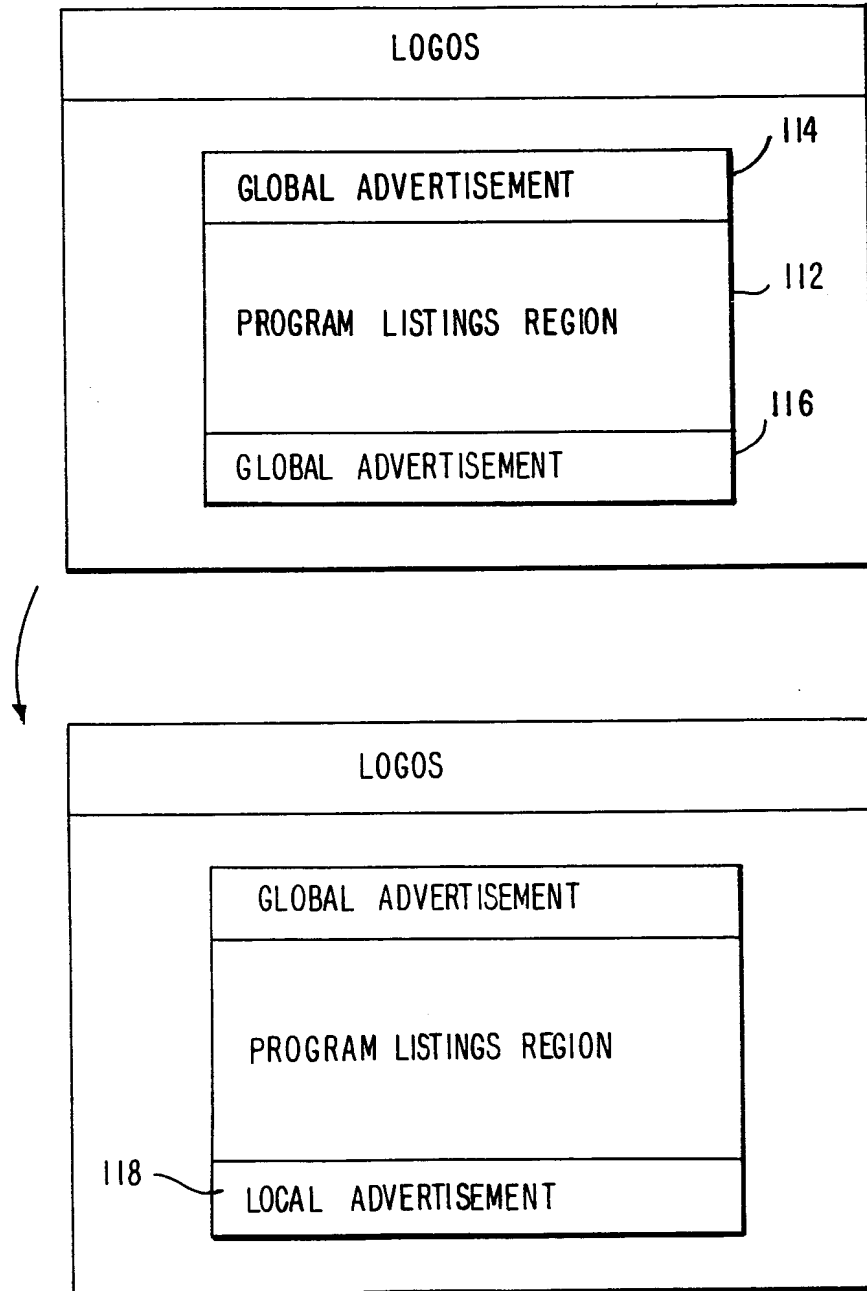 LOGOS
114
GLOBAL ADVERTISEMENT
112
PROGRAM LISTINGS REGION
116
GLOBAL ADVERTISEMENT
LOGOS
GLOBAL ADVERTISEMENT
PROGRAM LISTINGS REGION
118
LOCAL ADVERTISEMENT